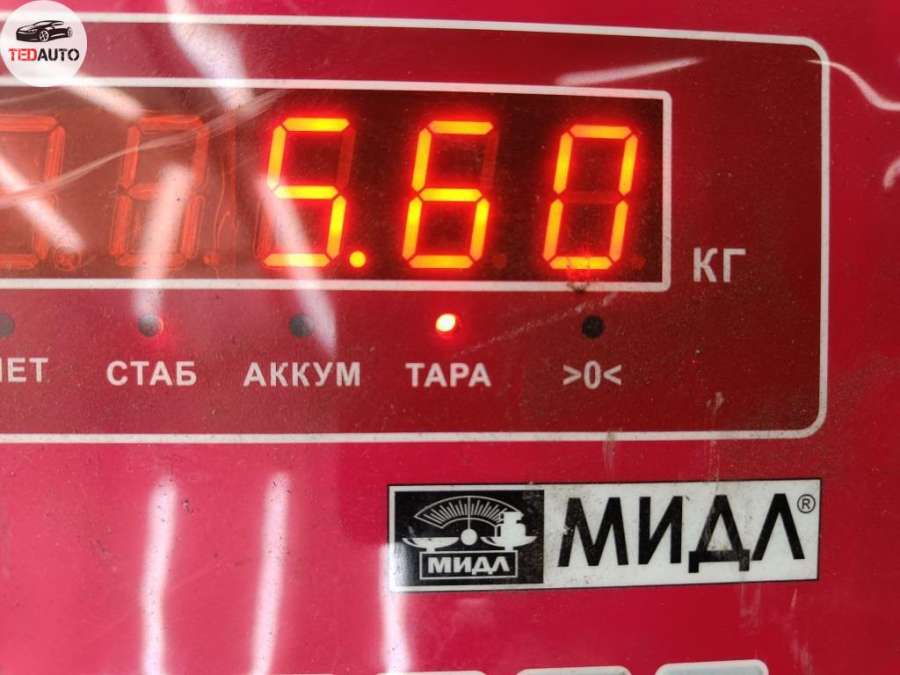 TEDAUTO
5.60
КГ
СТАБ АККУМ ТАРА >0<
МИДЛ МИДЛ®